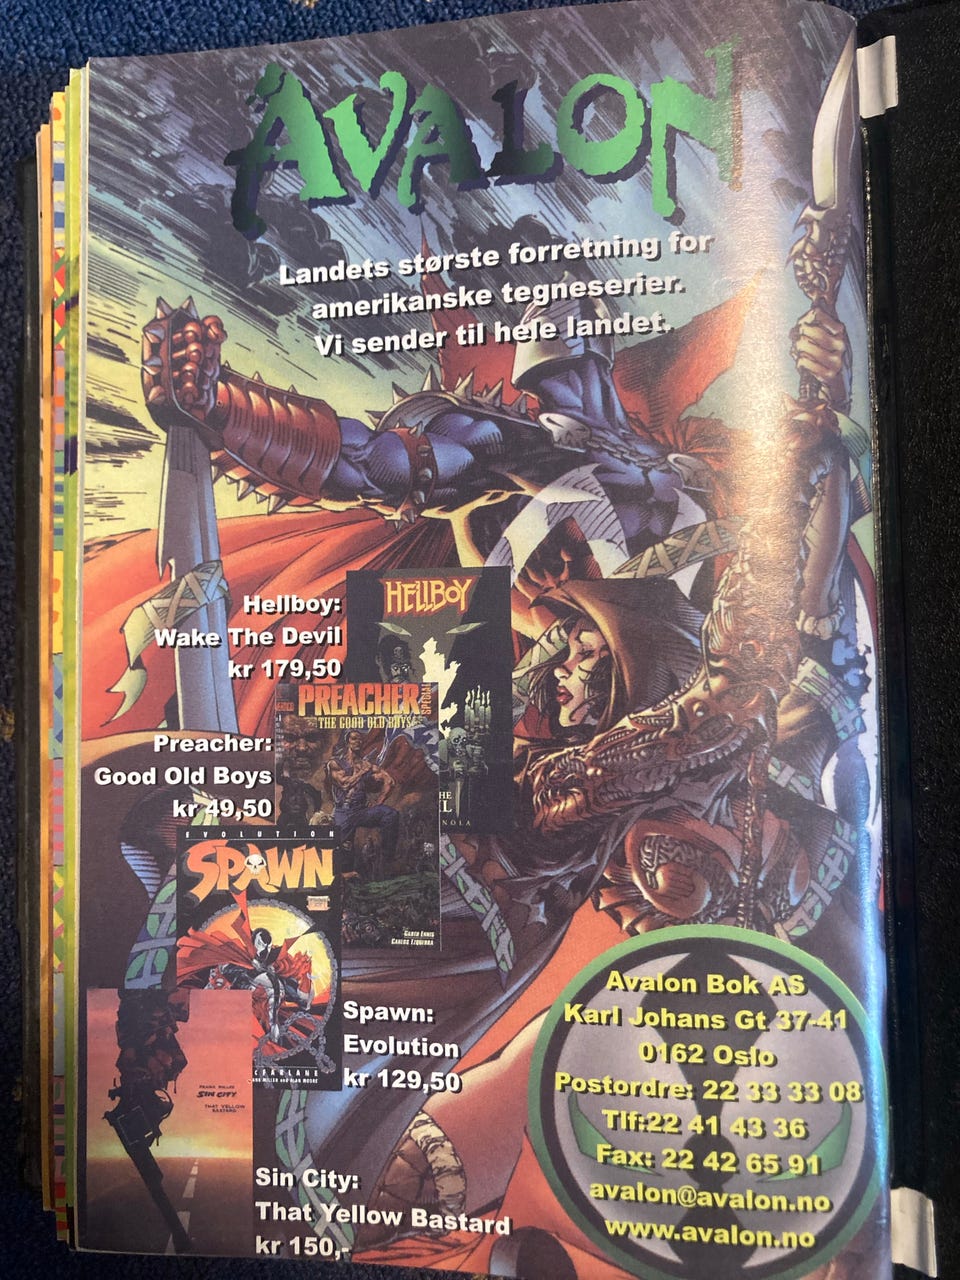 AVALON
Landets største forretning for
amerikanske tegneserier.
Vi sender til hele landet.
Hellboy:
Wake The Devil
kr 179,50
HELLBOY
PREACHER
SPECIAL
THE GOOD OLD BOYS
Preacher:
Good Old Boys
kr 49,50
GARTH ENNIS
CARLOS EZQUERRA
EVOLUTION
SPAWN
Spawn:
Evolution
kr 129,50
FRANK MILLER
SIN CITY
THAT YELLOW
BASTARD
Sin City:
That Yellow Bastard
kr 150,-
Avalon Bok AS
Karl Johans Gt 37-41
0162 Oslo
Postordre: 22 33 33 08
Tlf:22 41 43 36
Fax: 22 42 65 91
avalon@avalon.no
www.avalon.no